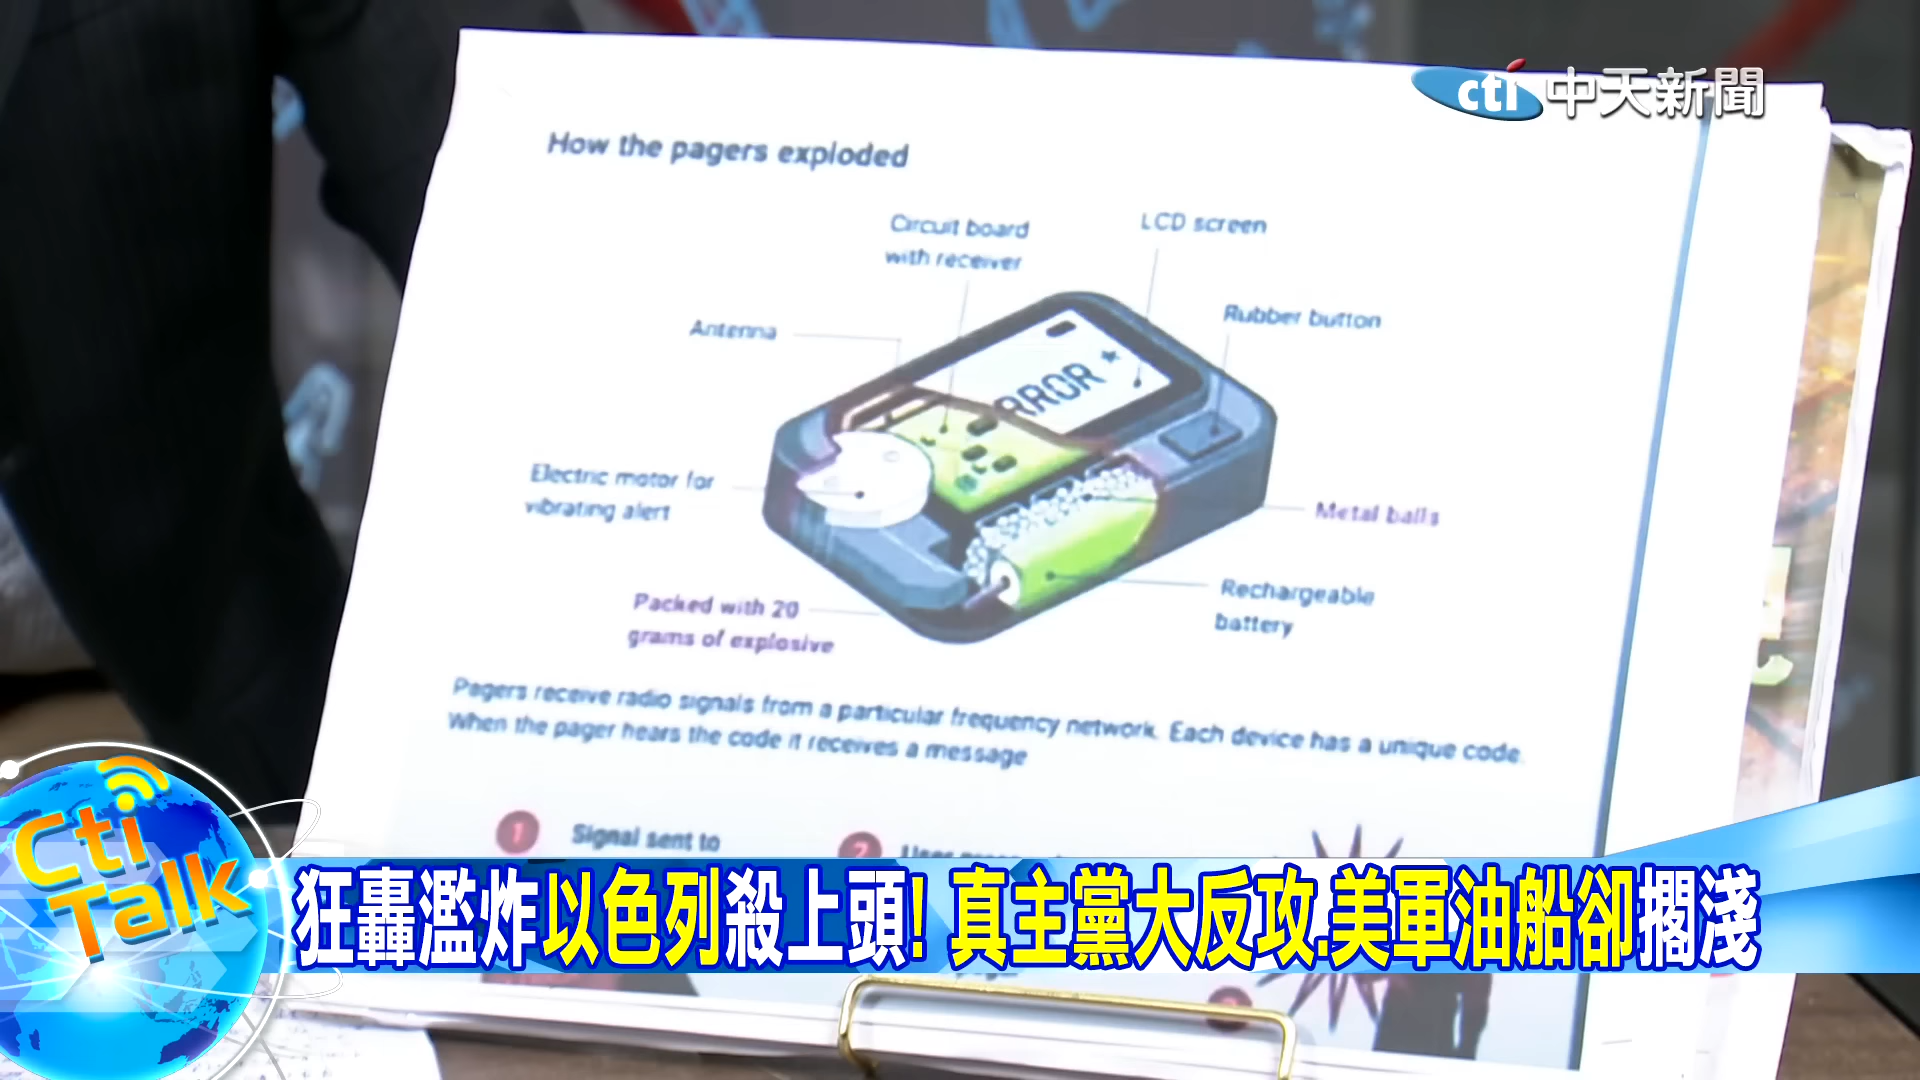 cti 中天新聞
How the pagers exploded
Circuit board
with receiver
LCD screen
Rubber button
Antenna
RROR
Electric motor for
vibrating alert
Metal balls
Packed with 20
grams of explosive
Rechargeable
battery
Pagers receive radio signals from a particular frequency network. Each device has a unique code.
When the pager hears the code it receives a message
1 Signal sent to
2
Cti Talk
狂轟濫炸以色列殺上頭! 真主黨大反攻.美軍油船卻擱淺
3